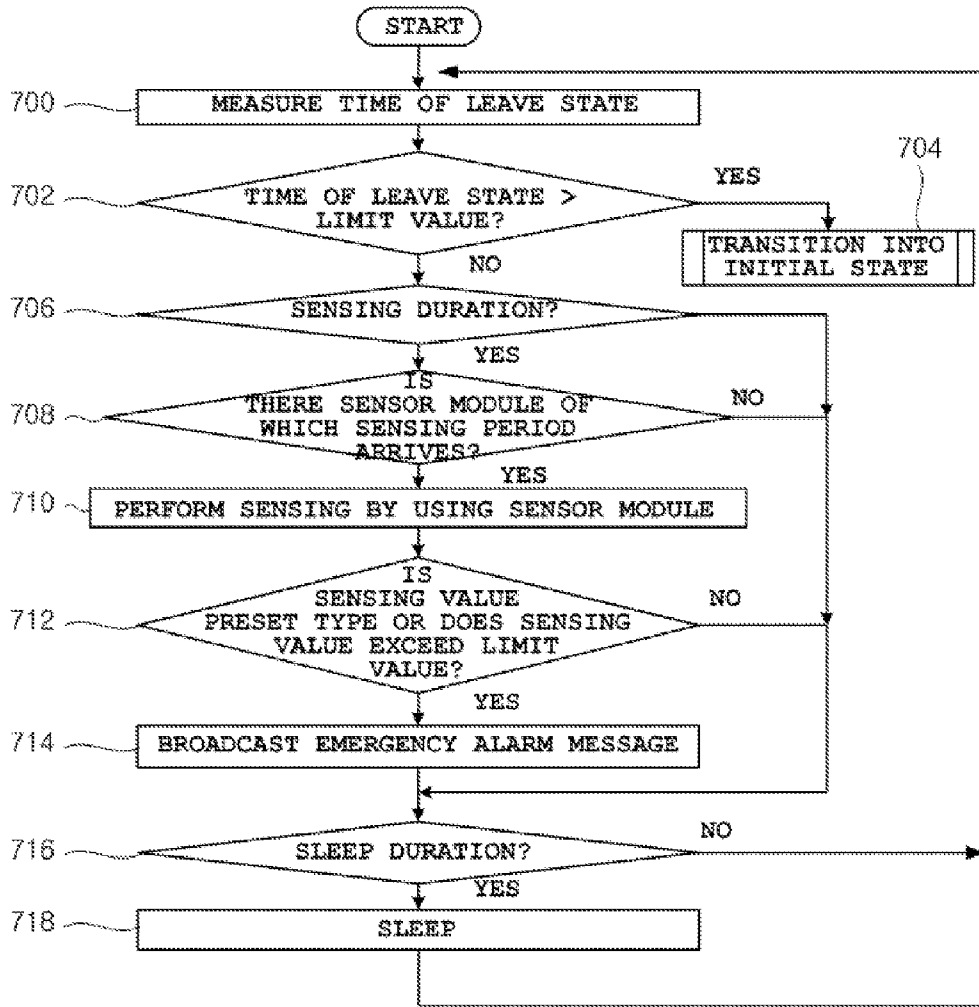 START
700
MEASURE TIME OF LEAVE STATE
704
702
TIME OF LEAVE STATE >
LIMIT VALUE?
YES
TRANSITION INTO
INITIAL STATE
NO
706
SENSING DURATION?
YES
708
IS
THERE SENSOR MODULE OF
WHICH SENSING PERIOD
ARRIVES?
NO
YES
710
PERFORM SENSING BY USING SENSOR MODULE
712
IS
SENSING VALUE
PRESET TYPE OR DOES SENSING
VALUE EXCEED LIMIT
VALUE?
NO
YES
714
BROADCAST EMERGENCY ALARM MESSAGE
716
SLEEP DURATION?
NO
YES
718
SLEEP